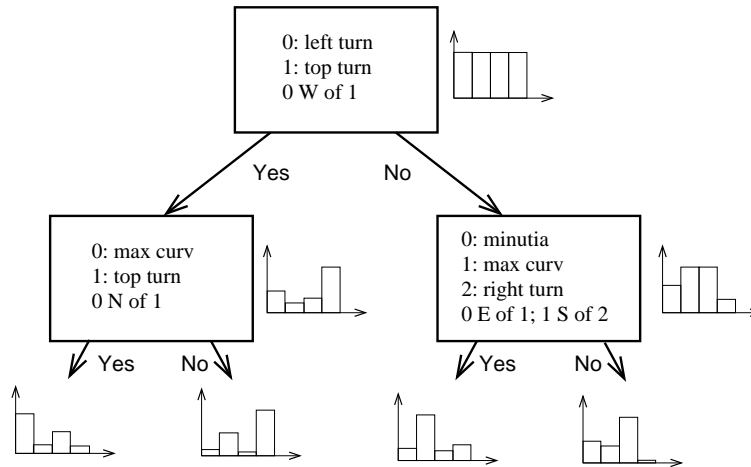 0: left turn
1: top turn
0 W of 1
Yes
No
0: max curv
1: top turn
0 N of 1
0: minutia
1: max curv
2: right turn
0 E of 1; 1 S of 2
Yes
No
Yes
No